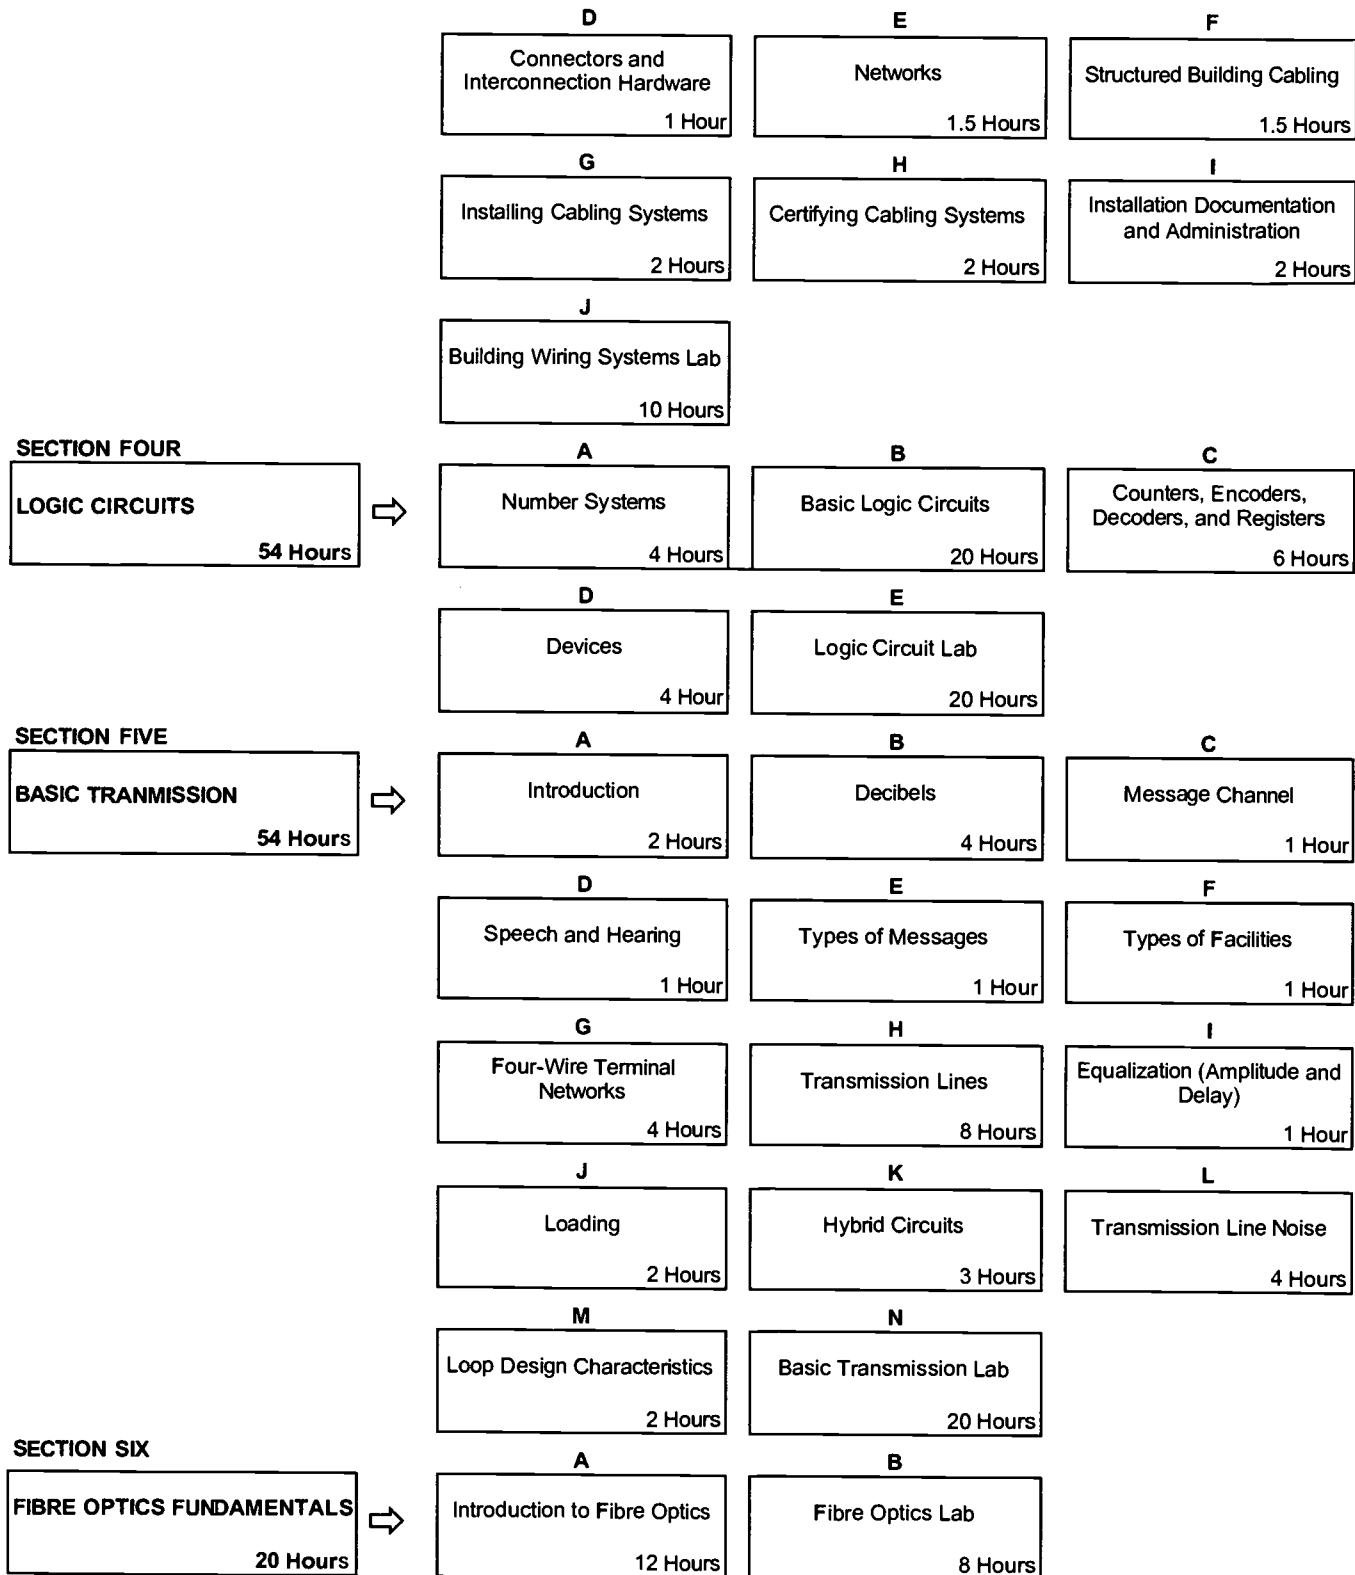 D
Connectors and
Interconnection Hardware
1 Hour
E
Networks
1.5 Hours
F
Structured Building Cabling
1.5 Hours
G
Installing Cabling Systems
2 Hours
H
Certifying Cabling Systems
2 Hours
I
Installation Documentation
and Administration
2 Hours
J
Building Wiring Systems Lab
10 Hours
SECTION FOUR
LOGIC CIRCUITS
54 Hours
A
Number Systems
4 Hours
B
Basic Logic Circuits
20 Hours
C
Counters, Encoders,
Decoders, and Registers
6 Hours
D
Devices
4 Hour
E
Logic Circuit Lab
20 Hours
SECTION FIVE
BASIC TRANMISSION
54 Hours
A
Introduction
2 Hours
B
Decibels
4 Hours
C
Message Channel
1 Hour
D
Speech and Hearing
1 Hour
E
Types of Messages
1 Hour
F
Types of Facilities
1 Hour
G
Four-Wire Terminal
Networks
4 Hours
H
Transmission Lines
8 Hours
I
Equalization (Amplitude and
Delay)
1 Hour
J
Loading
2 Hours
K
Hybrid Circuits
3 Hours
L
Transmission Line Noise
4 Hours
M
Loop Design Characteristics
2 Hours
N
Basic Transmission Lab
20 Hours
SECTION SIX
FIBRE OPTICS FUNDAMENTALS
20 Hours
A
Introduction to Fibre Optics
12 Hours
B
Fibre Optics Lab
8 Hours